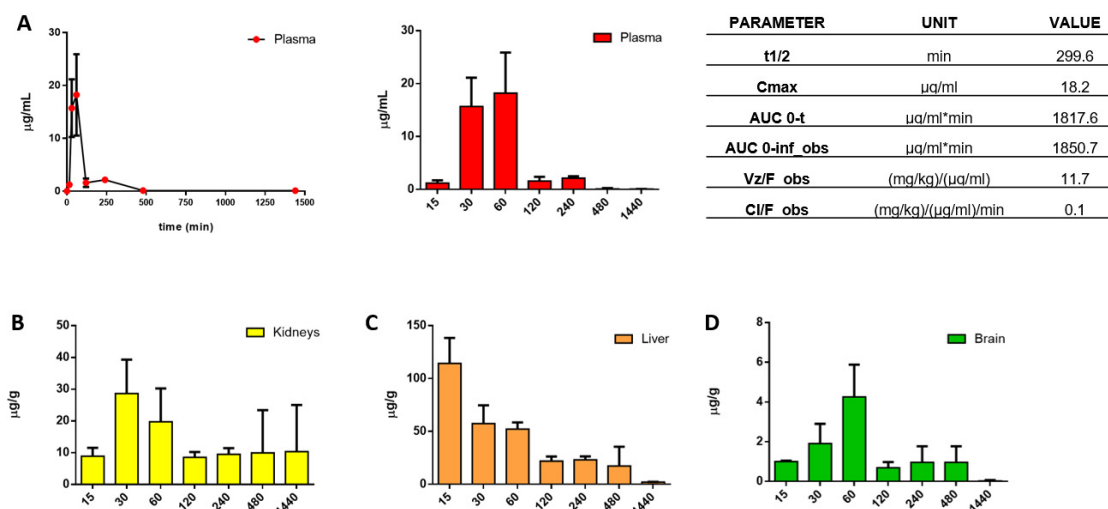 A
Plasma
µg/mL
30
20
10
0
0 250 500 750 1000 1250 1500
time (min)
Plasma
µg/mL
30
20
10
0
15 30 60 120 240 480 1440
PARAMETER UNIT VALUE
t1/2 min 299.6
Cmax µg/ml 18.2
AUC 0-t µg/ml*min 1817.6
AUC 0-inf_obs µg/ml*min 1850.7
Vz/F_obs (mg/kg)/(µg/ml) 11.7
Cl/F_obs (mg/kg)/(µg/ml)/min 0.1
B
Kidneys
µg/g
50
40
30
20
10
0
15 30 60 120 240 480 1440
C
Liver
µg/g
150
100
50
0
15 30 60 120 240 480 1440
D
Brain
µg/g
8
6
4
2
0
15 30 60 120 240 480 1440